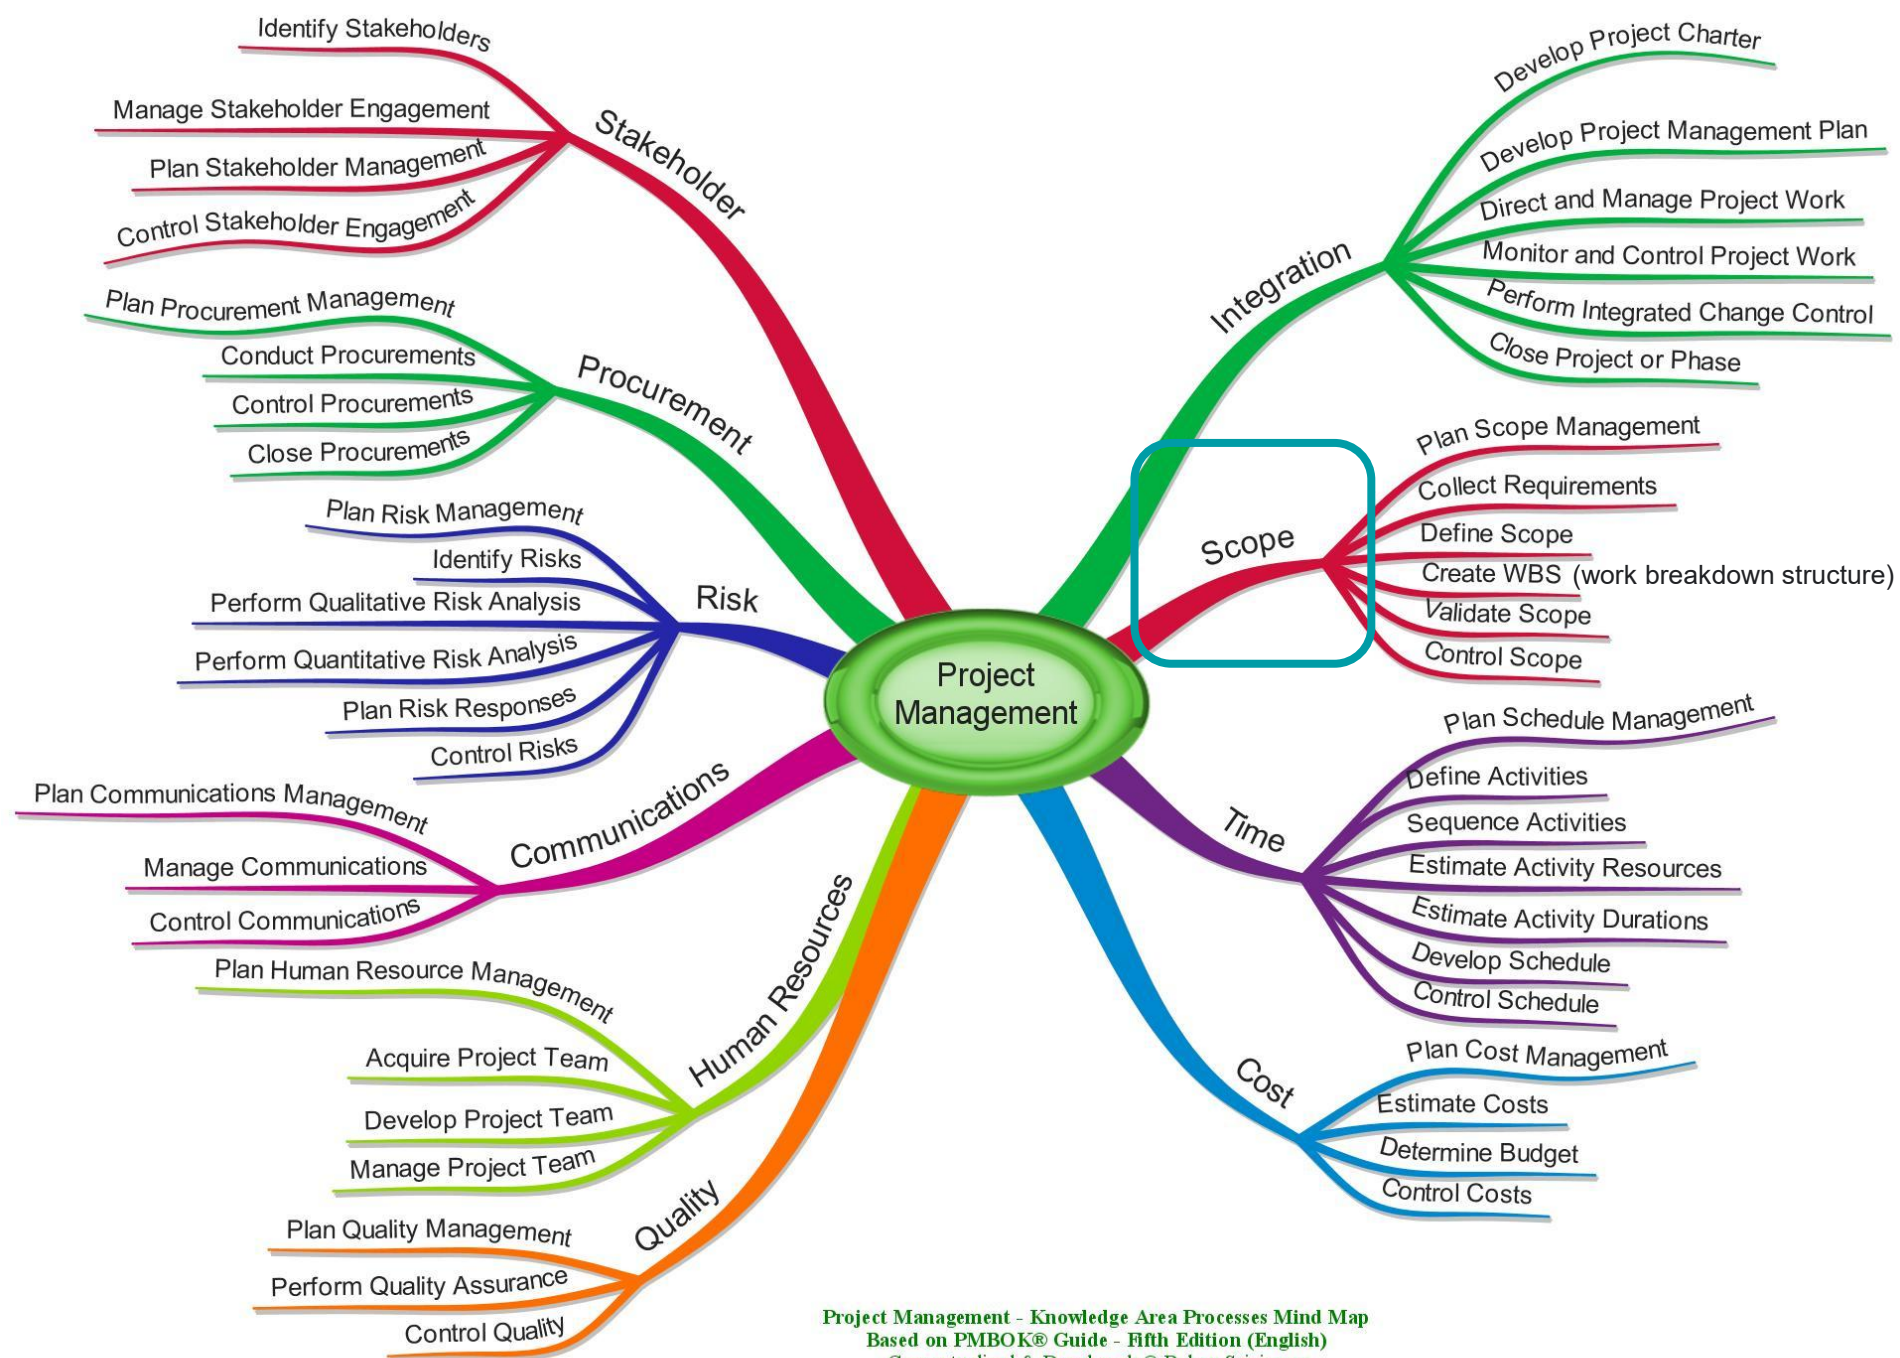 Identify Stakeholders
Manage Stakeholder Engagement
Plan Stakeholder Management
Control Stakeholder Engagement
Stakeholder
Plan Procurement Management
Conduct Procurements
Control Procurements
Close Procurements
Procurement
Plan Risk Management
Identify Risks
Perform Qualitative Risk Analysis
Perform Quantitative Risk Analysis
Plan Risk Responses
Control Risks
Risk
Plan Communications Management
Manage Communications
Control Communications
Communications
Plan Human Resource Management
Acquire Project Team
Develop Project Team
Manage Project Team
Human Resources
Plan Quality Management
Perform Quality Assurance
Control Quality
Quality
Project
Management
Integration
Develop Project Charter
Develop Project Management Plan
Direct and Manage Project Work
Monitor and Control Project Work
Perform Integrated Change Control
Close Project or Phase
Scope
Plan Scope Management
Collect Requirements
Define Scope
Create WBS (work breakdown structure)
Validate Scope
Control Scope
Time
Plan Schedule Management
Define Activities
Sequence Activities
Estimate Activity Resources
Estimate Activity Durations
Develop Schedule
Control Schedule
Cost
Plan Cost Management
Estimate Costs
Determine Budget
Control Costs
Project Management - Knowledge Area Processes Mind Map
Based on PMBOK® Guide - Fifth Edition (English)